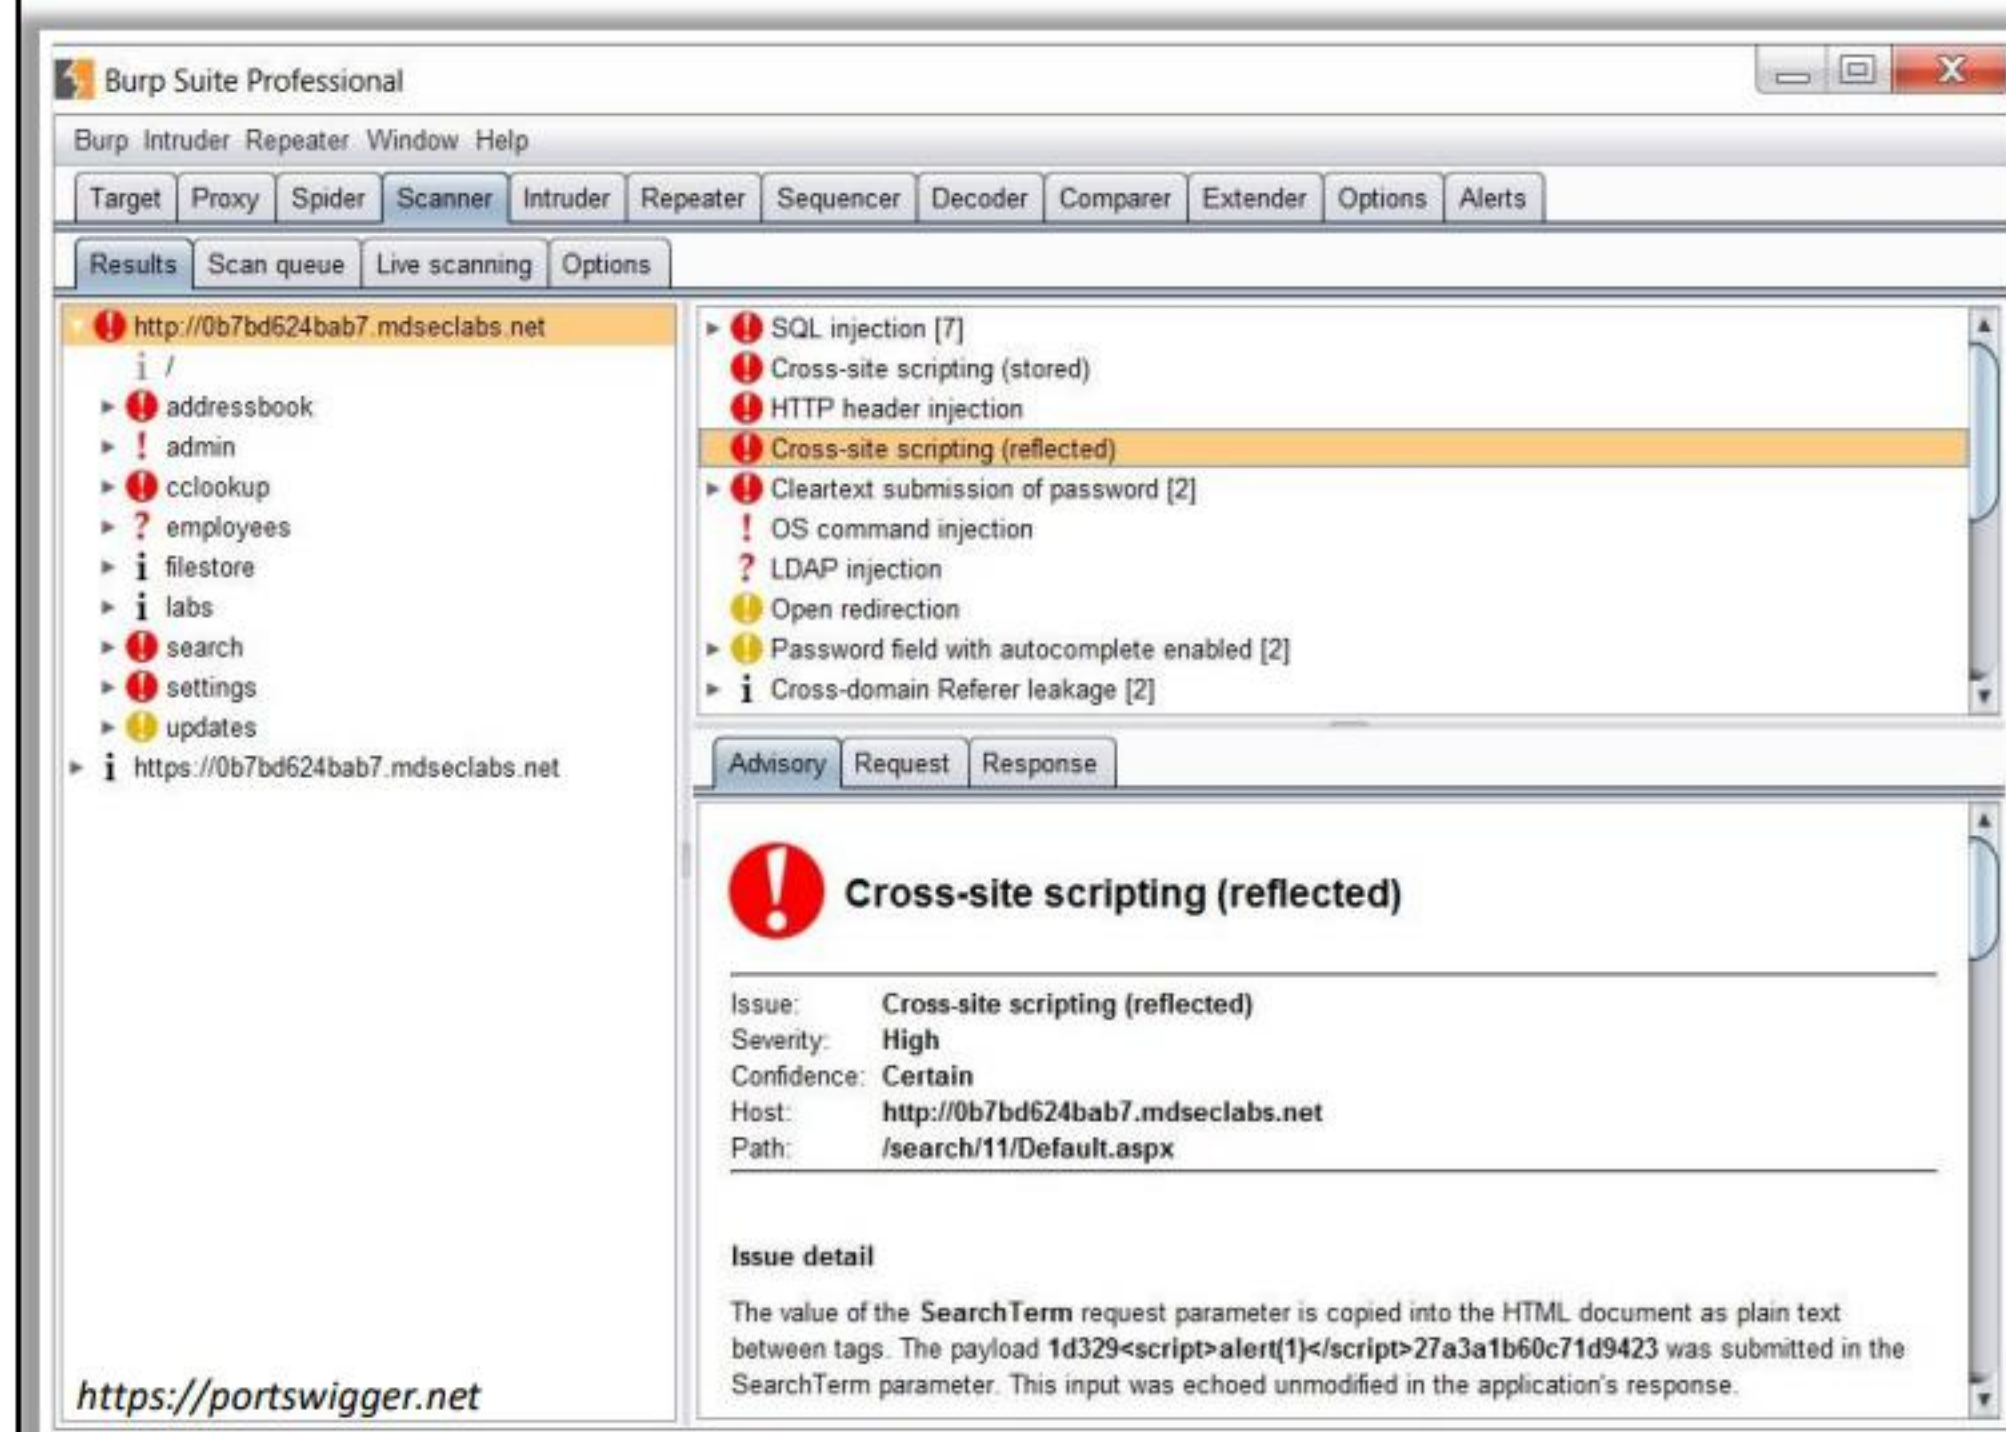 Burp Suite Professional
Burp Intruder Repeater Window Help
Target Proxy Spider Scanner Intruder Repeater Sequencer Decoder Comparer Extender Options Alerts
Results Scan queue Live scanning Options
http://0b7bd624bab7.mdseclabs.net
/
addressbook
admin
cclookup
employees
filestore
labs
search
settings
updates
https://0b7bd624bab7.mdseclabs.net
SQL injection [7]
Cross-site scripting (stored)
HTTP header injection
Cross-site scripting (reflected)
Cleartext submission of password [2]
OS command injection
LDAP injection
Open redirection
Password field with autocomplete enabled [2]
Cross-domain Referer leakage [2]
Advisory Request Response
Cross-site scripting (reflected)
Issue: Cross-site scripting (reflected)
Severity: High
Confidence: Certain
Host: http://0b7bd624bab7.mdseclabs.net
Path: /search/11/Default.aspx
Issue detail
The value of the SearchTerm request parameter is copied into the HTML document as plain text
between tags. The payload 1d329<script>alert(1)</script>27a3a1b60c71d9423 was submitted in the
SearchTerm parameter. This input was echoed unmodified in the application's response.
https://portswigger.net